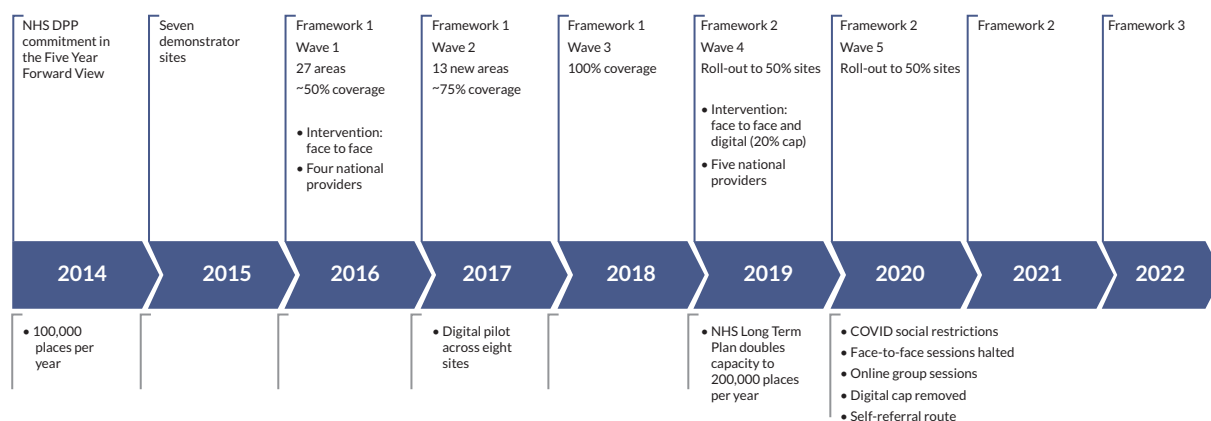 NHS DPP
commitment in
the Five Year
Forward View
Seven
demonstrator
sites
Framework 1
Wave 1
27 areas
~50% coverage
• Intervention:
face to face
• Four national
providers
Framework 1
Wave 2
13 new areas
~75% coverage
Framework 1
Wave 3
100% coverage
Framework 2
Wave 4
Roll-out to 50% sites
• Intervention:
face to face and
digital (20% cap)
• Five national
providers
Framework 2
Wave 5
Roll-out to 50% sites
Framework 2
Framework 3
2014
2015
2016
2017
2018
2019
2020
2021
2022
• 100,000
places per
year
• Digital pilot
across eight
sites
• NHS Long Term
Plan doubles
capacity to
200,000 places
per year
• COVID social restrictions
• Face-to-face sessions halted
• Online group sessions
• Digital cap removed
• Self-referral route